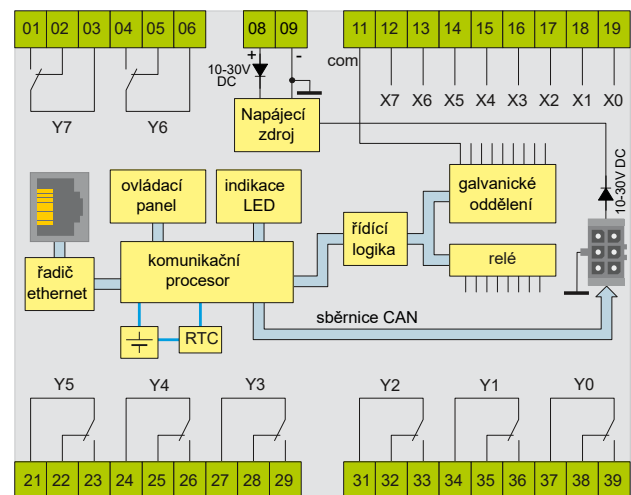 01 02 03 04 05 06 08 09 11 12 13 14 15 16 17 18 19
+ -
10-30V
DC
com
X7 X6 X5 X4 X3 X2 X1 X0
Y7 Y6
Napájecí
zdroj
10-30V DC
ovládací
panel
indikace
LED
galvanické
oddělení
řídící
logika
relé
řadič
ethernet
komunikační
procesor
RTC
sběrnice CAN
Y5 Y4 Y3 Y2 Y1 Y0
21 22 23 24 25 26 27 28 29 31 32 33 34 35 36 37 38 39